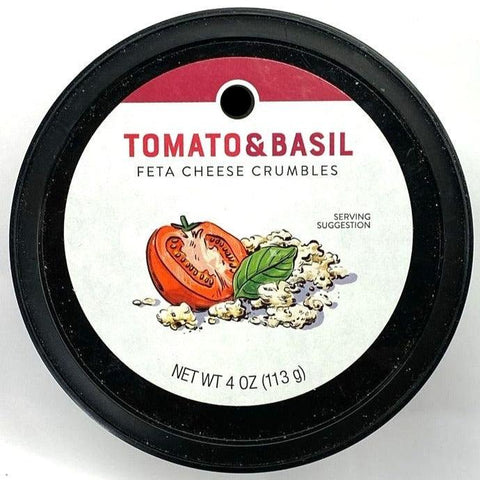 TOMATO&BASIL
FETA CHEESE CRUMBLES
SERVING
SUGGESTION
NET WT 4 OZ (113 g)